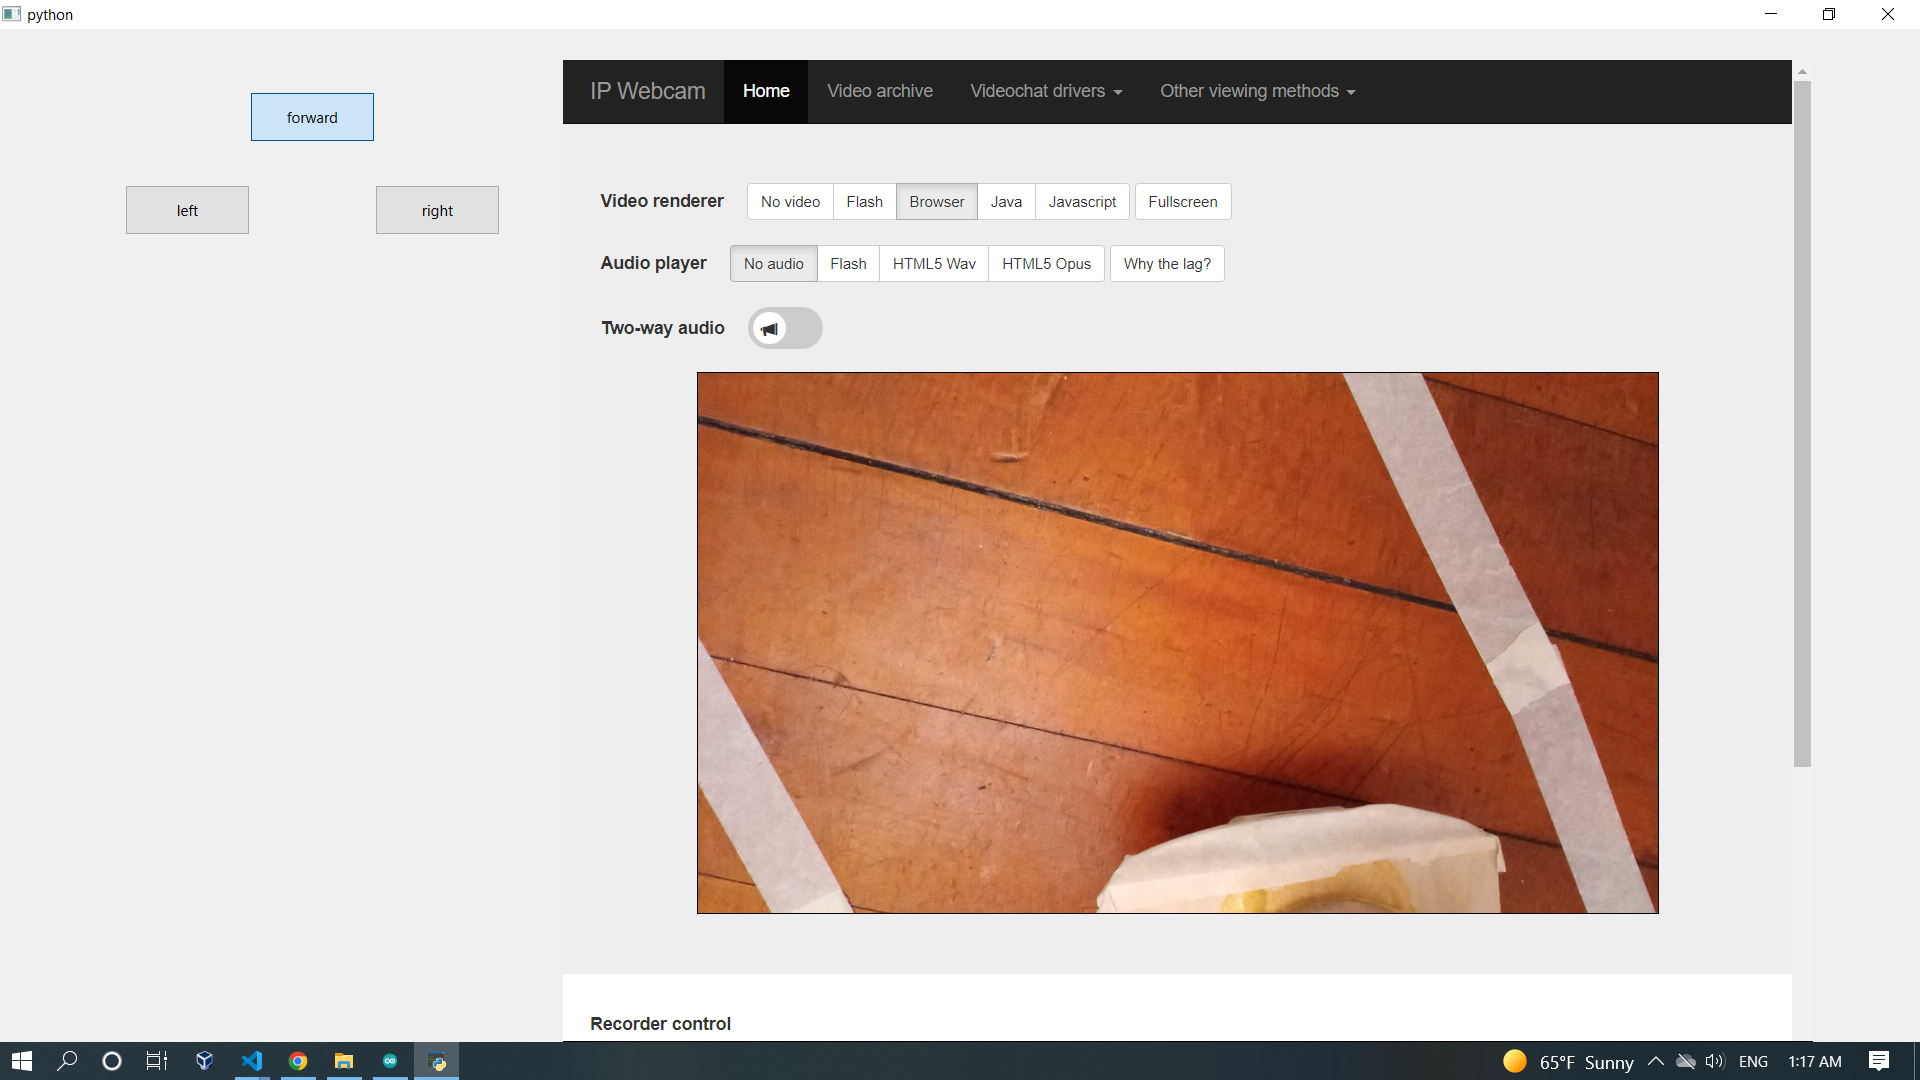 python
forward
left
right
IP Webcam Home Video archive Videochat drivers Other viewing methods
Video renderer No video Flash Browser Java Javascript Fullscreen
Audio player No audio Flash HTML5 Wav HTML5 Opus Why the lag?
Two-way audio
Recorder control
65°F Sunny ENG 1:17 AM